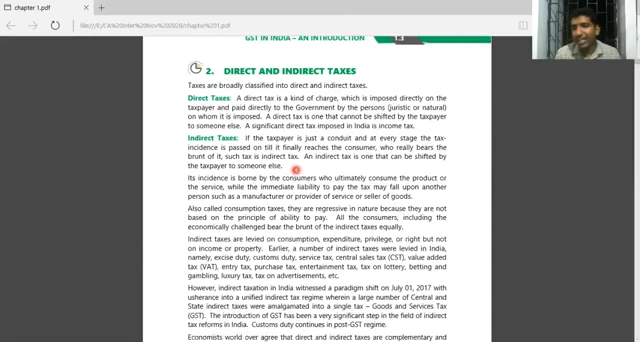 chapter 1.pdf
file:///E:/CA Inter Nov 2020/chapter%201.pdf
GST IN INDIA – AN INTRODUCTION 1.3
2. DIRECT AND INDIRECT TAXES
Taxes are broadly classified into direct and indirect taxes.
Direct Taxes: A direct tax is a kind of charge, which is imposed directly on the
taxpayer and paid directly to the Government by the persons (juristic or natural)
on whom it is imposed. A direct tax is one that cannot be shifted by the taxpayer
to someone else. A significant direct tax imposed in India is income tax.
Indirect Taxes: If the taxpayer is just a conduit and at every stage the tax-
incidence is passed on till it finally reaches the consumer, who really bears the
brunt of it, such tax is indirect tax. An indirect tax is one that can be shifted by
the taxpayer to someone else.
Its incidence is borne by the consumers who ultimately consume the product or
the service, while the immediate liability to pay the tax may fall upon another
person such as a manufacturer or provider of service or seller of goods.
Also called consumption taxes, they are regressive in nature because they are not
based on the principle of ability to pay. All the consumers, including the
economically challenged bear the brunt of the indirect taxes equally.
Indirect taxes are levied on consumption, expenditure, privilege, or right but not
on income or property. Earlier, a number of indirect taxes were levied in India,
namely, excise duty, customs duty, service tax, central sales tax (CST), value added
tax (VAT), entry tax, purchase tax, entertainment tax, tax on lottery, betting and
gambling, luxury tax, tax on advertisements, etc.
However, indirect taxation in India witnessed a paradigm shift on July 01, 2017 with
usherance into a unified indirect tax regime wherein a large number of Central and
State indirect taxes were amalgamated into a single tax – Goods and Services Tax
(GST). The introduction of GST has been a very significant step in the field of indirect
tax reforms in India. Customs duty continues in post-GST regime.
Economists world over agree that direct and indirect taxes are complementary and